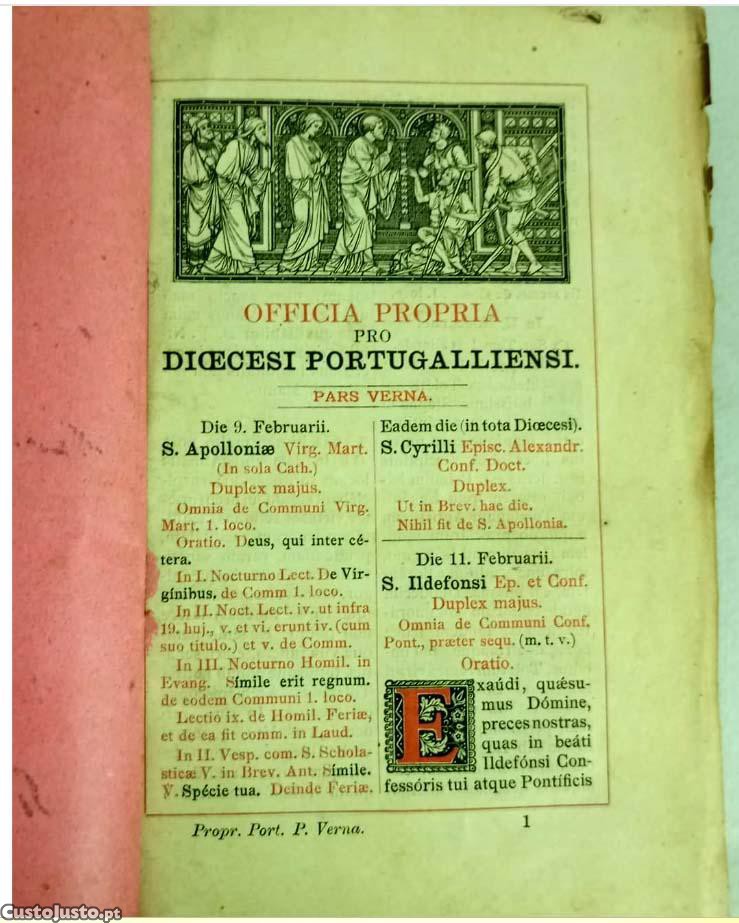 OFFICIA PROPRIA
PRO
DIŒCESI PORTUGALLIENSI.
PARS VERNA.
Die 9. Februarii.
S. Apolloniæ Virg. Mart.
(In sola Cath.)
Duplex majus.
Omnia de Communi Virg.
Mart. 1. loco.
Oratio. Deus, qui inter cé-
tera.
In I. Nocturno Lect. De Vir-
gínibus, de Comm 1. loco.
In II. Noct. Lect. iv. ut infra
19. huj., v. et vi. erunt iv. (cum
suo titulo.) et v. de Comm.
In III. Nocturno Homil. in
Evang. Símile erit regnum.
de eodem Communi 1. loco.
Lectio ix. de Homil. Feriæ,
et de ea fit comm. in Laud.
In II. Vesp. com. S. Schola-
sticæ V. in Brev. Ant. Símile.
℣. Spécie tua. Deinde Feriæ.
Eadem die (in tota Diœcesi).
S. Cyrilli Episc. Alexandr.
Conf. Doct.
Duplex.
Ut in Brev. hac die.
Nihil fit de S. Apollonia.
Die 11. Februarii.
S. Ildefonsi Ep. et Conf.
Duplex majus.
Omnia de Communi Conf.
Pont., præter sequ. (m. t. v.)
Oratio.
Exaúdi, quǽsu-
mus Dómine,
preces nostras,
quas in beáti
Ildefónsi Con-
fessóris tui atque Pontíficis
Propr. Port. P. Verna.
1
CustoJusto.pt